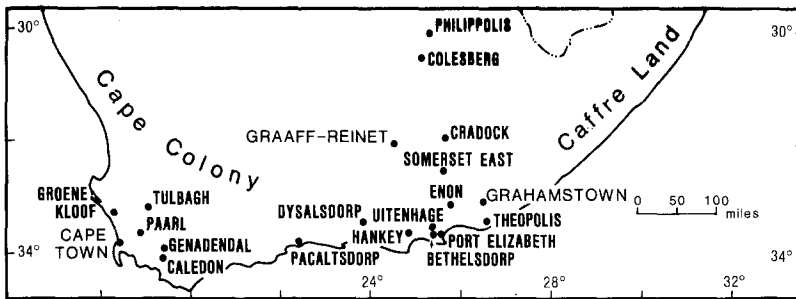 30°
PHILIPPOLIS
30°
COLESBERG
Cape Colony
Caffre Land
GRAAFF-REINET
CRADOCK
SOMERSET EAST
ENON
GRAHAMSTOWN
0 50 100
miles
GROENE
KLOOF
TULBAGH
DYSALSDORP
UITENHAGE
THEOPOLIS
PAARL
CAPE
TOWN
GENADENDAL
HANKEY
PORT ELIZABETH
34°
CALEDON
PACALTSDORP
BETHELSDORP
34°
24°
28°
32°